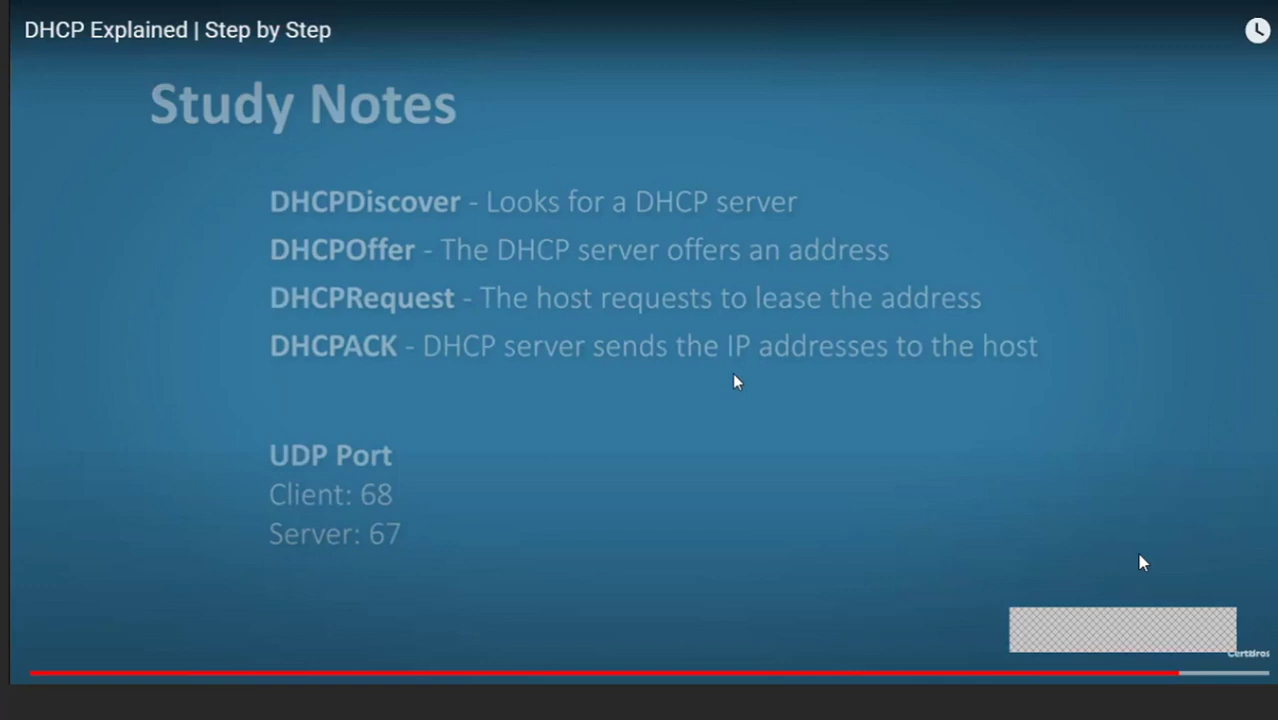 DHCP Explained | Step by Step
Study Notes
DHCPDiscover - Looks for a DHCP server
DHCPOffer - The DHCP server offers an address
DHCPRequest - The host requests to lease the address
DHCPACK - DHCP server sends the IP addresses to the host
UDP Port
Client: 68
Server: 67
CertBros